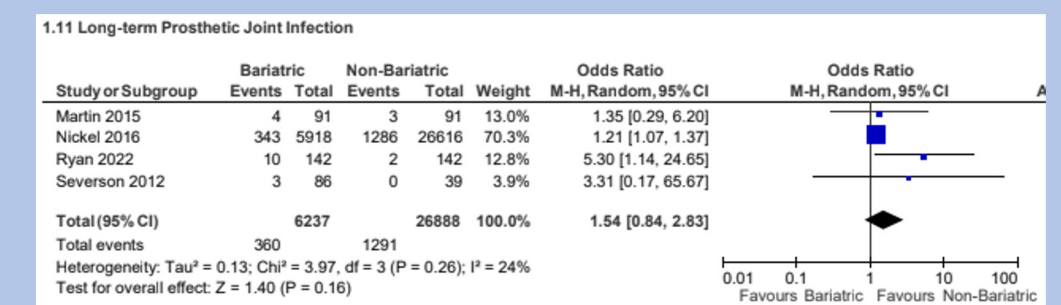 1.11 Long-term Prosthetic Joint Infection
Bariatric Non-Bariatric Odds Ratio Odds Ratio
Study or Subgroup Events Total Events Total Weight M-H, Random, 95% CI M-H, Random, 95% CI A
Martin 2015 4 91 3 91 13.0% 1.35 [0.29, 6.20]
Nickel 2016 343 5918 1286 26616 70.3% 1.21 [1.07, 1.37]
Ryan 2022 10 142 2 142 12.8% 5.30 [1.14, 24.65]
Severson 2012 3 86 0 39 3.9% 3.31 [0.17, 65.67]
Total (95% CI) 6237 26888 100.0% 1.54 [0.84, 2.83]
Total events 360 1291
Heterogeneity: Tau² = 0.13; Chi² = 3.97, df = 3 (P = 0.26); I² = 24%
Test for overall effect: Z = 1.40 (P = 0.16)
0.01 0.1 1 10 100
Favours Bariatric Favours Non-Bariatric